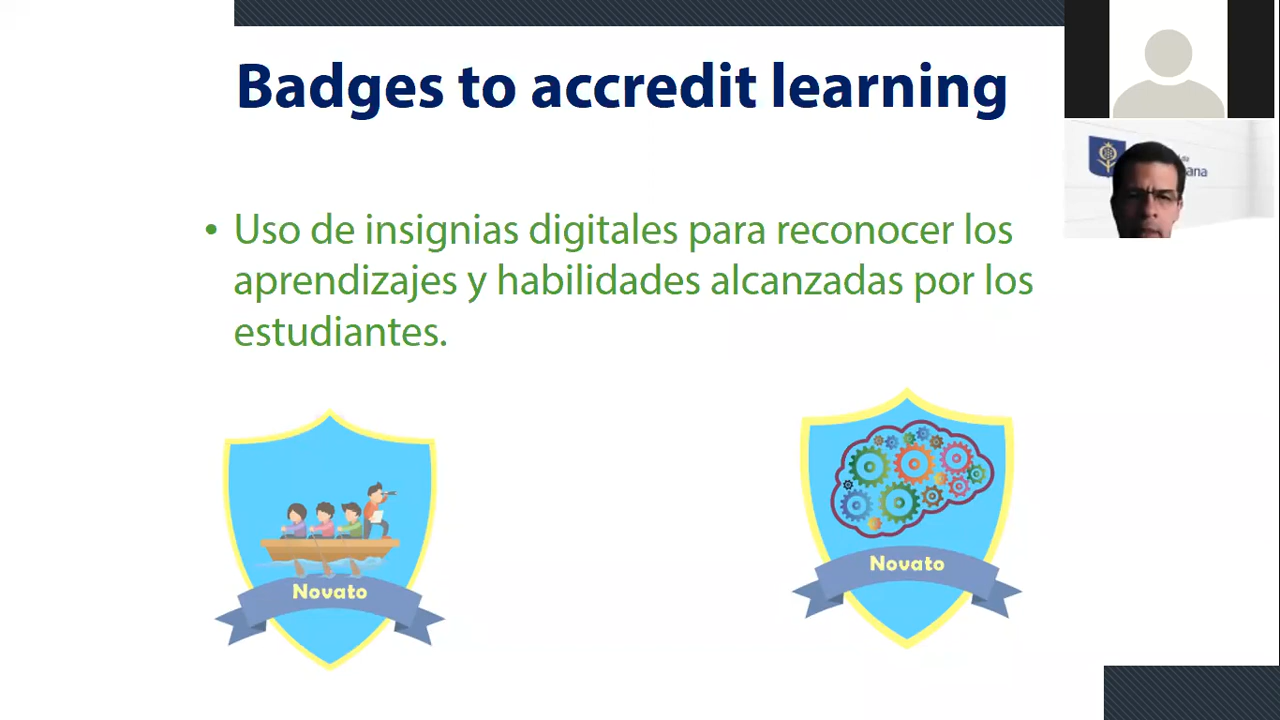 Badges to accredit learning
• Uso de insignias digitales para reconocer los
aprendizajes y habilidades alcanzadas por los
estudiantes.
Novato
Novato